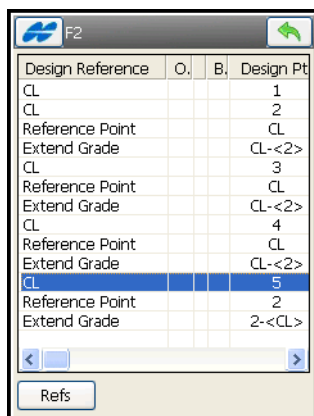 F2
Design Reference O. B. Design Pt
CL 1
CL 2
Reference Point CL
Extend Grade CL-<2>
CL 3
Reference Point CL
Extend Grade CL-<2>
CL 4
Reference Point CL
Extend Grade CL-<2>
CL 5
Reference Point 2
Extend Grade 2-<CL>
Refs